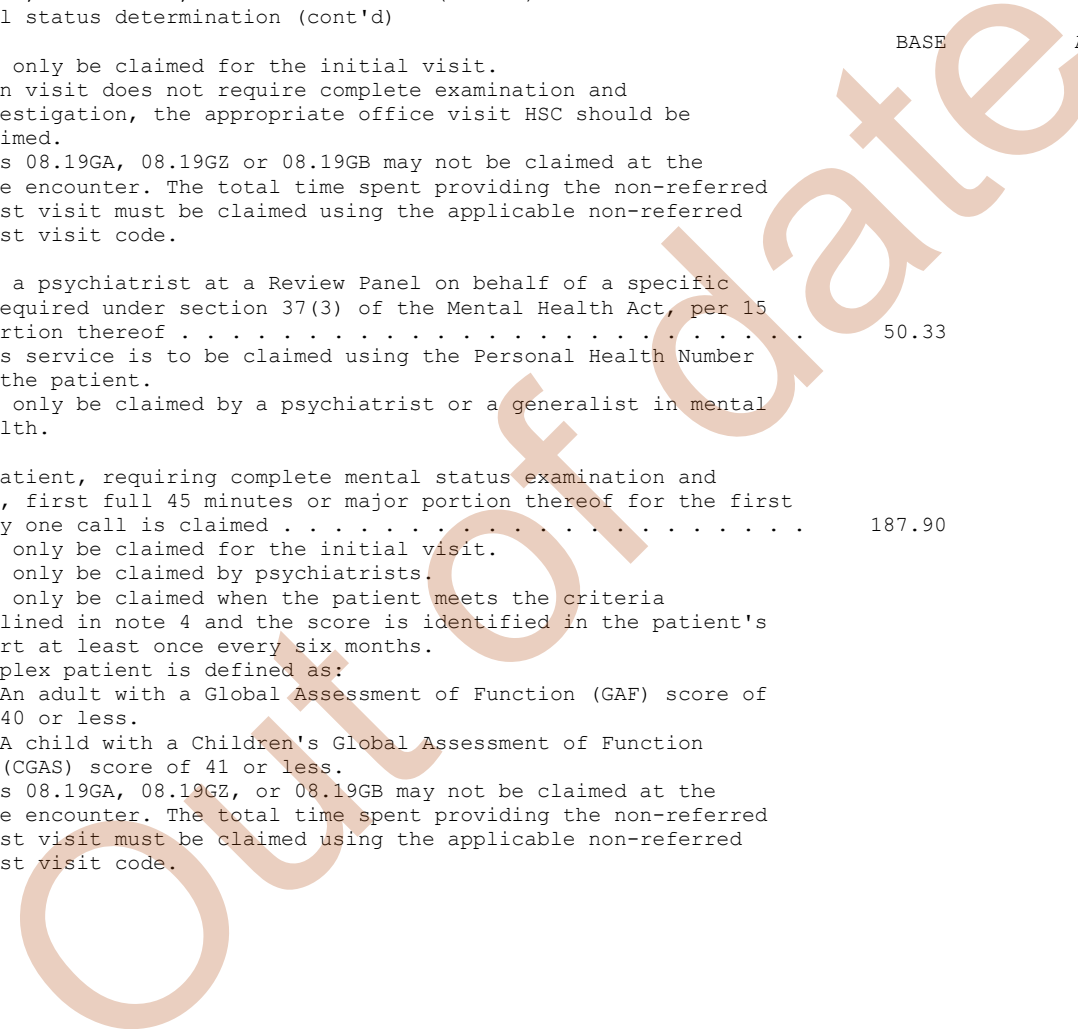 l status determination (cont'd)
BASE
only be claimed for the initial visit.
n visit does not require complete examination and
estigation, the appropriate office visit HSC should be
imed.
s 08.19GA, 08.19GZ or 08.19GB may not be claimed at the
e encounter. The total time spent providing the non-referred
st visit must be claimed using the applicable non-referred
st visit code.
a psychiatrist at a Review Panel on behalf of a specific
equired under section 37(3) of the Mental Health Act, per 15
rtion thereof . . . . . . . . . . . . . . . . . . . . . . . . . 50.33
s service is to be claimed using the Personal Health Number
the patient.
only be claimed by a psychiatrist or a generalist in mental
lth.
atient, requiring complete mental status examination and
, first full 45 minutes or major portion thereof for the first
y one call is claimed . . . . . . . . . . . . . . . . . . . . . 187.90
only be claimed for the initial visit.
only be claimed by psychiatrists.
only be claimed when the patient meets the criteria
lined in note 4 and the score is identified in the patient's
rt at least once every six months.
plex patient is defined as:
An adult with a Global Assessment of Function (GAF) score of
40 or less.
A child with a Children's Global Assessment of Function
(CGAS) score of 41 or less.
s 08.19GA, 08.19GZ, or 08.19GB may not be claimed at the
e encounter. The total time spent providing the non-referred
st visit must be claimed using the applicable non-referred
st visit code.
Out of date